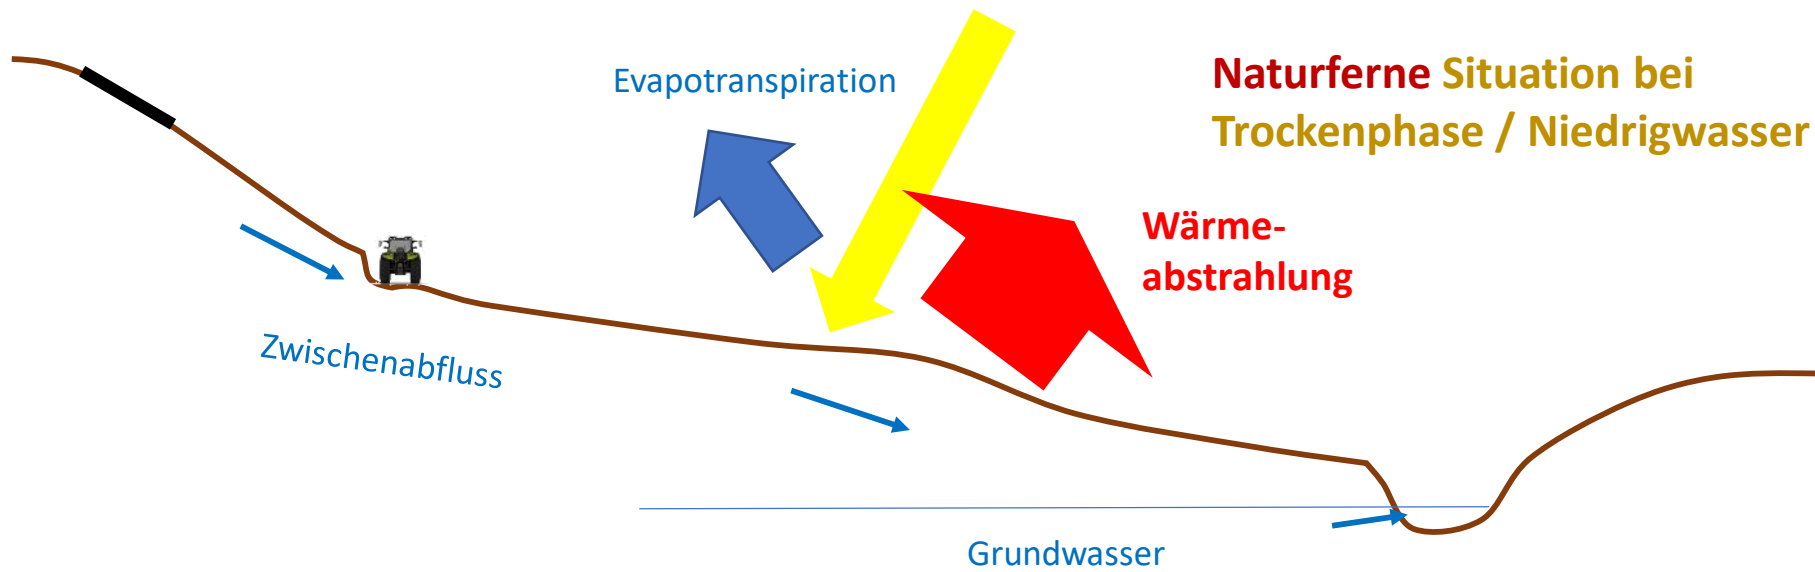 Naturferne Situation bei
Trockenphase / Niedrigwasser
Evapotranspiration
Wärme-
abstrahlung
Zwischenabfluss
Grundwasser